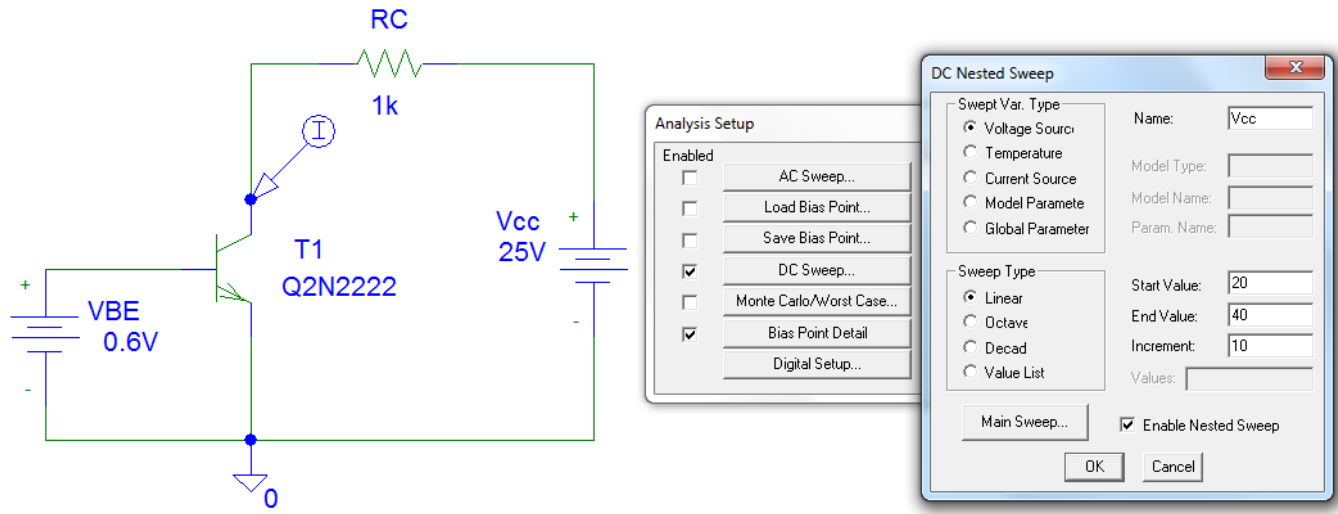 RC
1k
I
Vcc
25V
+
-
T1
Q2N2222
+
VBE
0.6V
-
0
Analysis Setup
Enabled
AC Sweep...
Load Bias Point...
Save Bias Point...
DC Sweep...
Monte Carlo/Worst Case...
Bias Point Detail
Digital Setup...
DC Nested Sweep
X
Swept Var. Type
Voltage Sourc
Temperature
Current Source
Model Paramete
Global Parameter
Name: Vcc
Model Type:
Model Name:
Param. Name:
Sweep Type
Linear
Octave
Decad
Value List
Start Value: 20
End Value: 40
Increment: 10
Values:
Main Sweep...
Enable Nested Sweep
OK
Cancel